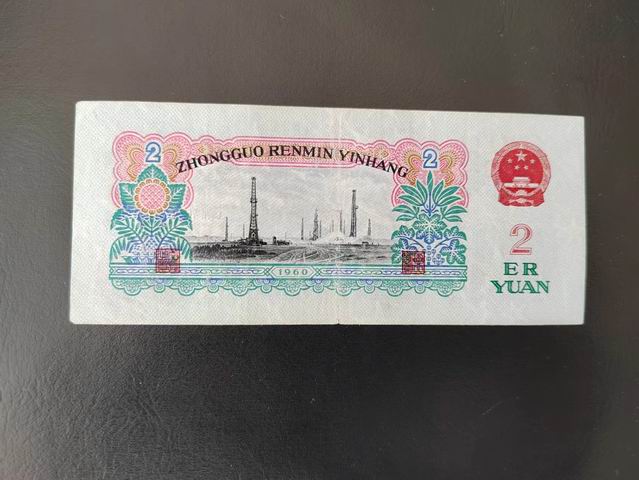 2
ZHONGGUO RENMIN YINHANG
2
1960
2
ER
YUAN